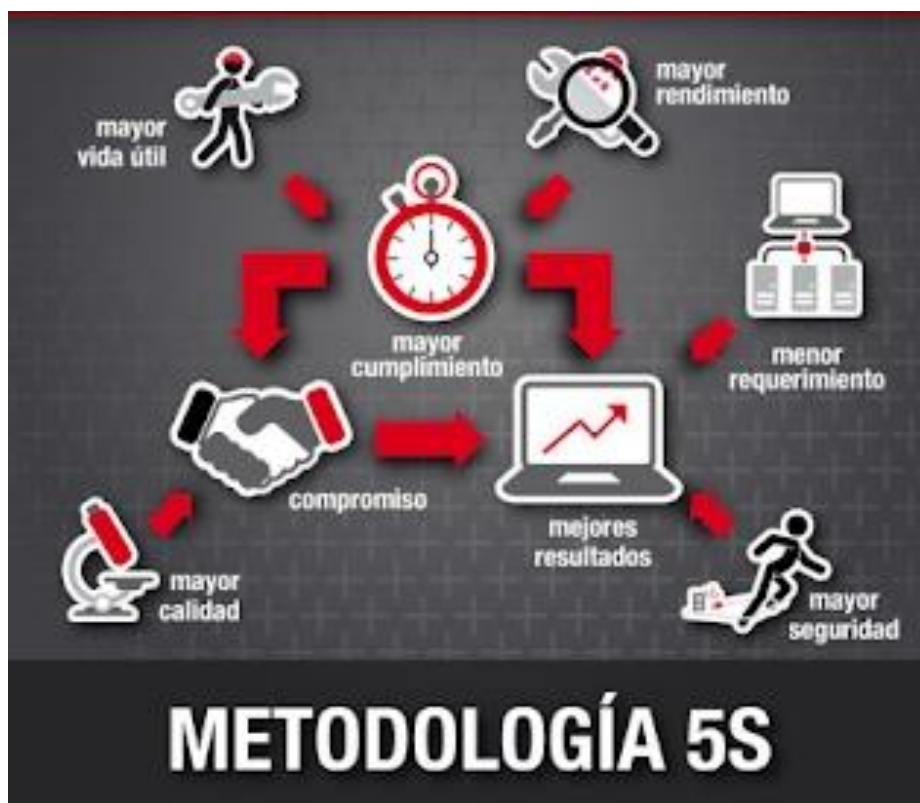 mayor
vida útil
mayor
rendimiento
mayor
cumplimiento
menor
requerimiento
compromiso
mejores
resultados
mayor
calidad
mayor
seguridad
METODOLOGÍA 5S